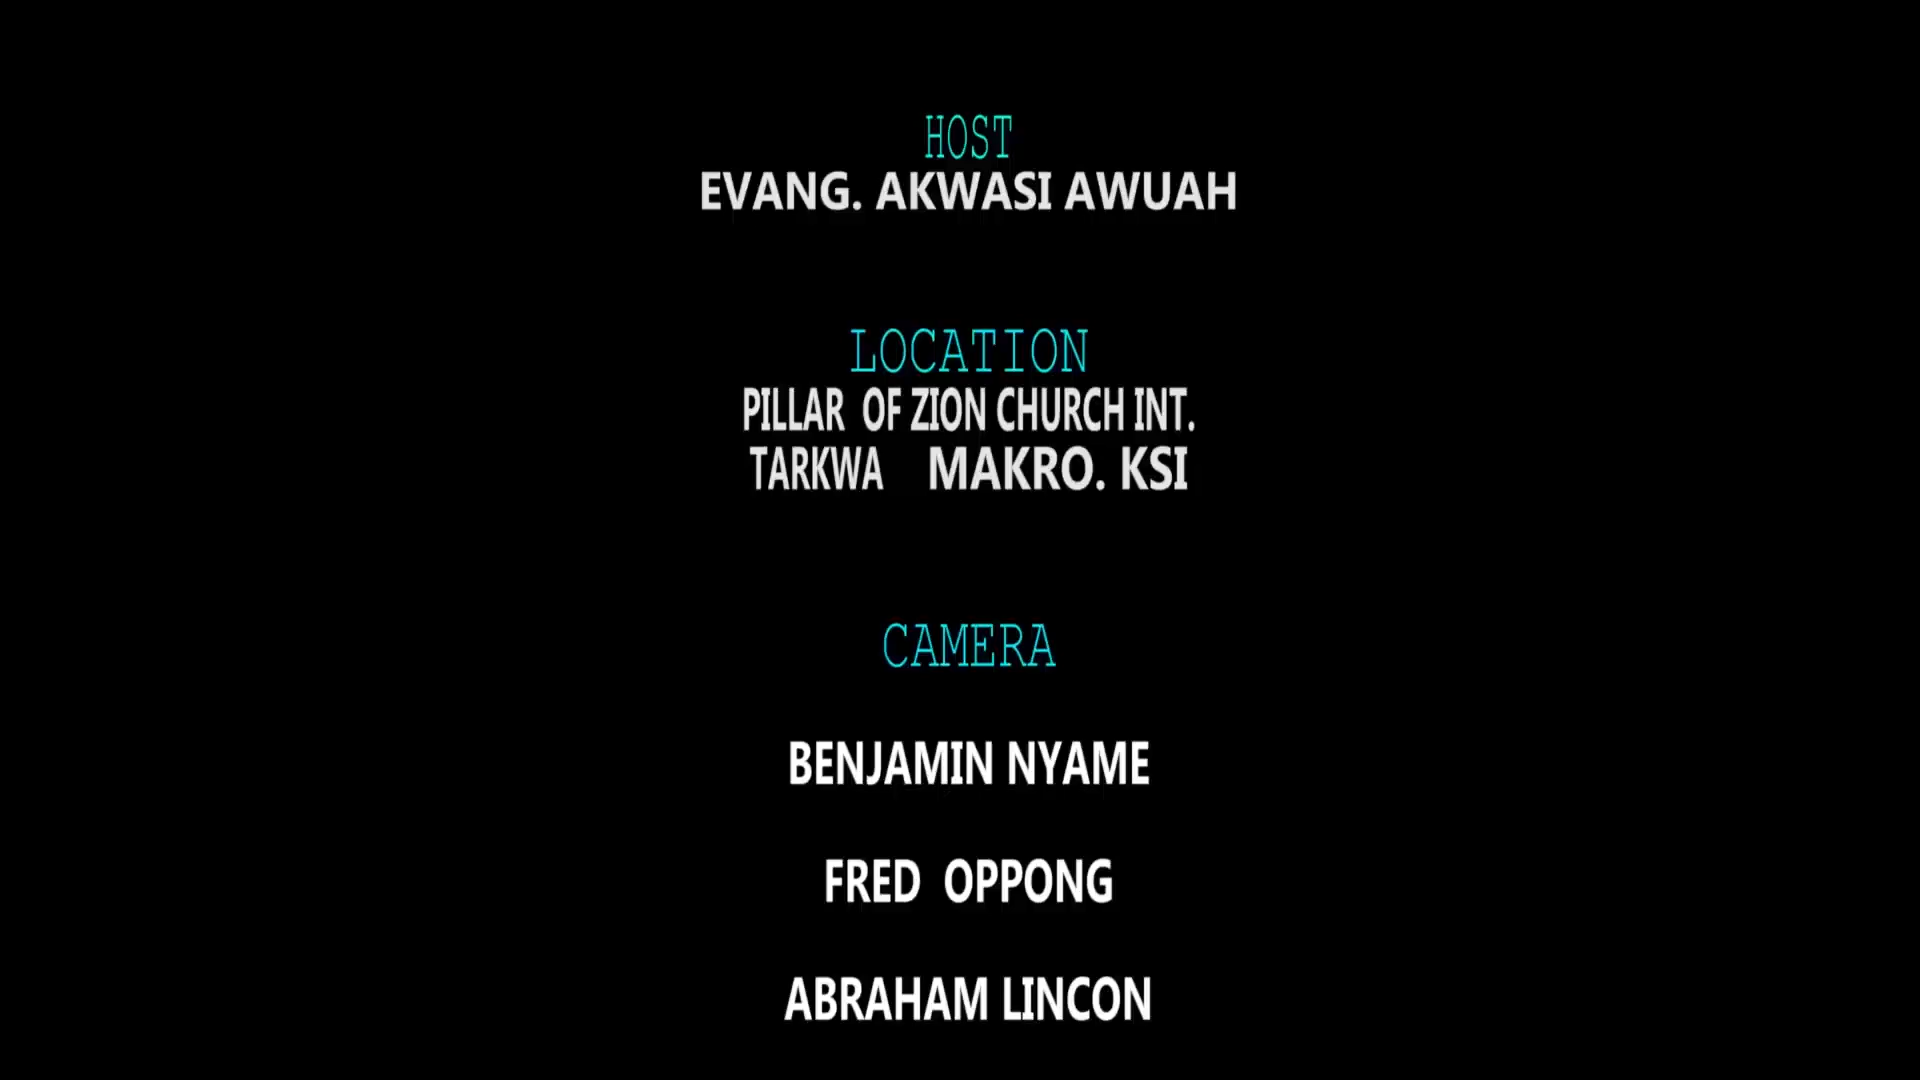 HOST
EVANG. AKWASI AWUAH
LOCATION
PILLAR OF ZION CHURCH INT.
TARKWA MAKRO. KSI
CAMERA
BENJAMIN NYAME
FRED OPPONG
ABRAHAM LINCON